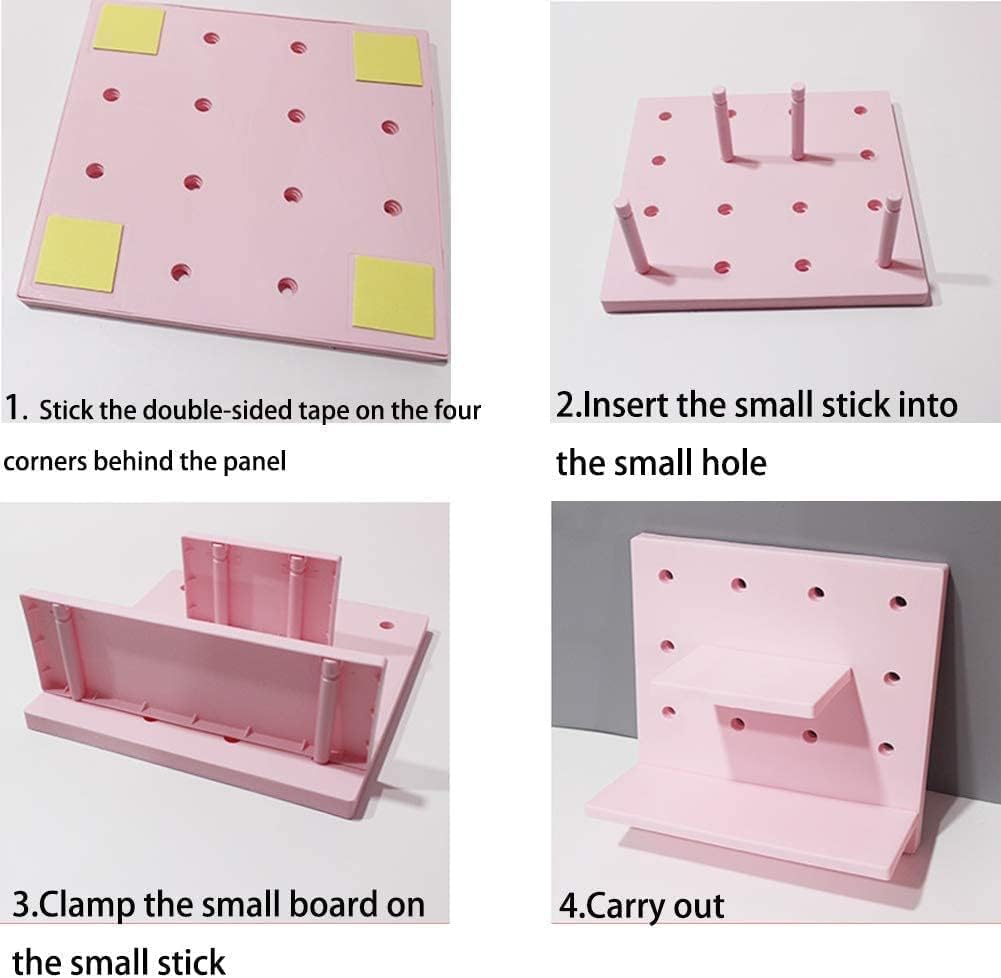 1. Stick the double-sided tape on the four
corners behind the panel
2.Insert the small stick into
the small hole
3.Clamp the small board on
the small stick
4.Carry out